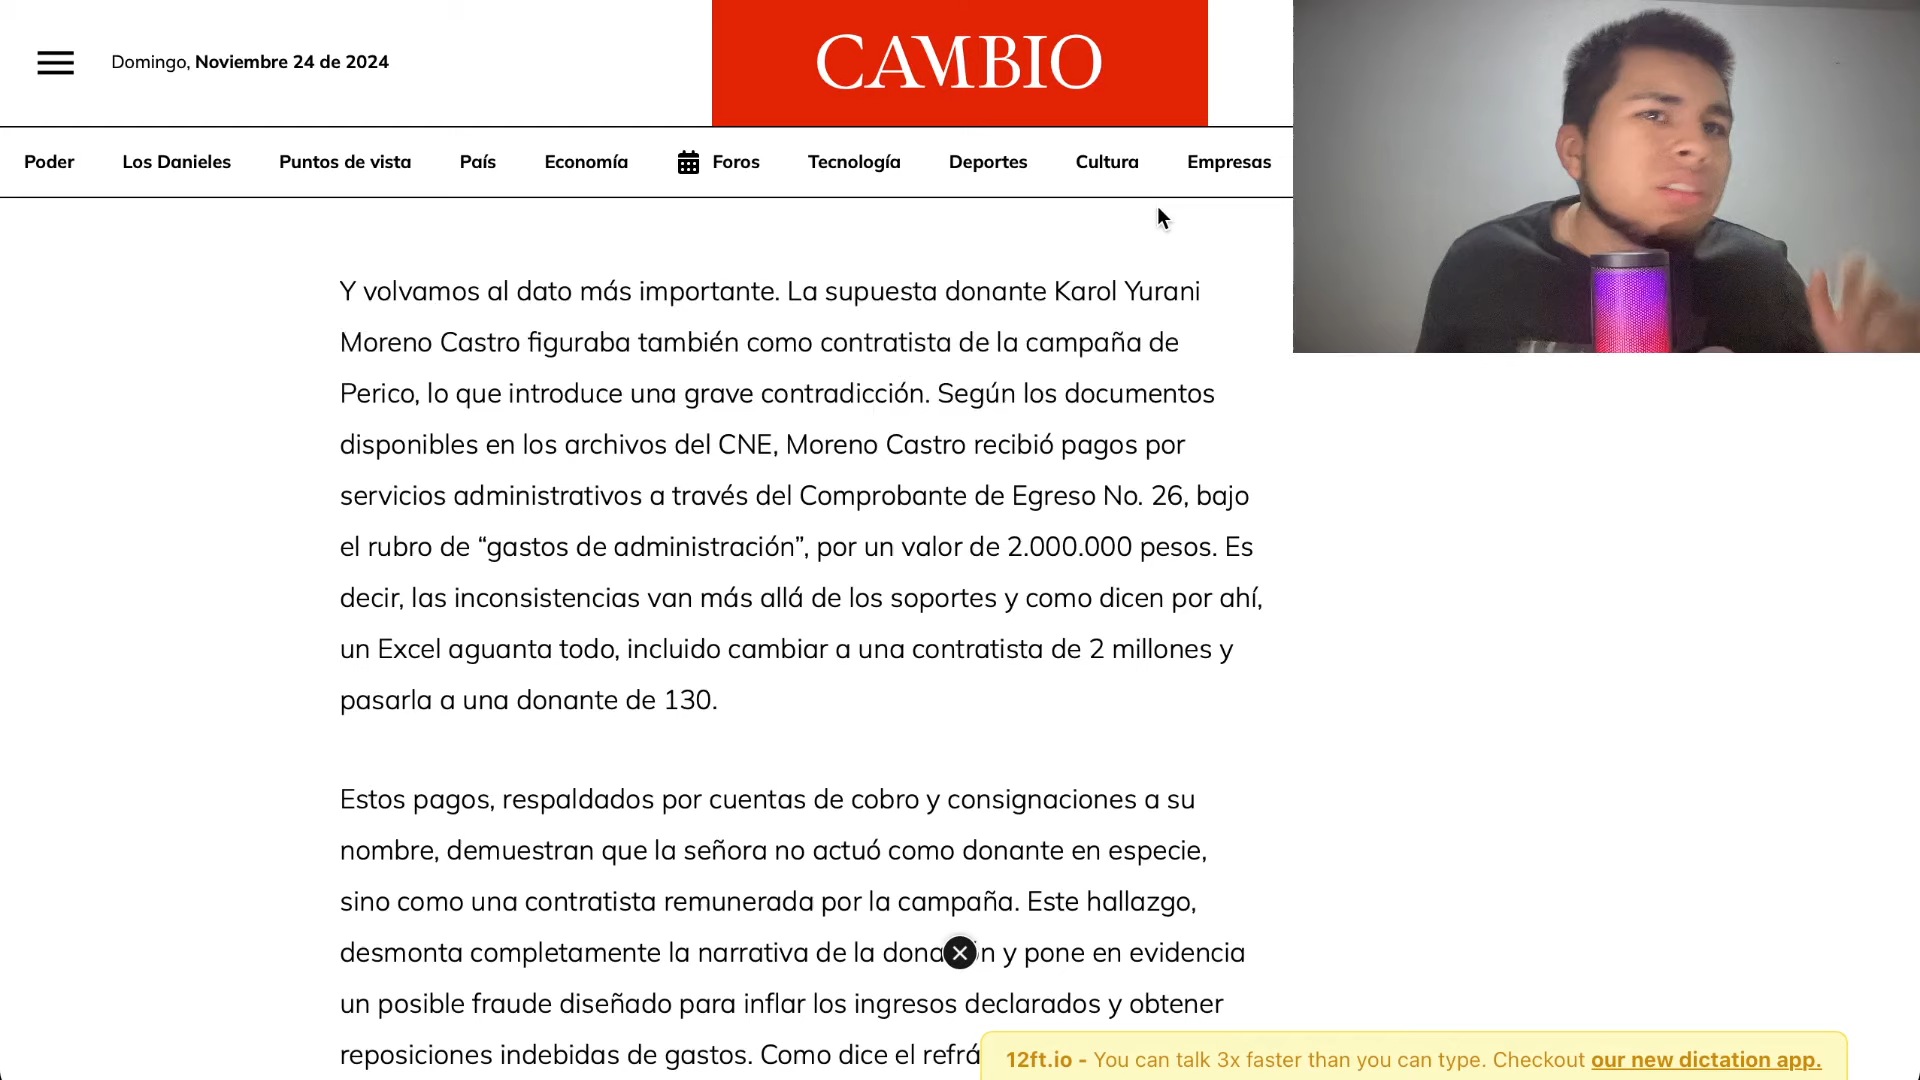 Domingo, Noviembre 24 de 2024
CAMBIO
Poder Los Danieles Puntos de vista País Economía Foros Tecnología Deportes Cultura Empresas
Y volvamos al dato más importante. La supuesta donante Karol Yurani
Moreno Castro figuraba también como contratista de la campaña de
Perico, lo que introduce una grave contradicción. Según los documentos
disponibles en los archivos del CNE, Moreno Castro recibió pagos por
servicios administrativos a través del Comprobante de Egreso No. 26, bajo
el rubro de “gastos de administración”, por un valor de 2.000.000 pesos. Es
decir, las inconsistencias van más allá de los soportes y como dicen por ahí,
un Excel aguanta todo, incluido cambiar a una contratista de 2 millones y
pasarla a una donante de 130.
Estos pagos, respaldados por cuentas de cobro y consignaciones a su
nombre, demuestran que la señora no actuó como donante en especie,
sino como una contratista remunerada por la campaña. Este hallazgo,
desmonta completamente la narrativa de la y pone en evidencia
un posible fraude diseñado para inflar los ingresos declarados y obtener
reposiciones indebidas de gastos. Como dice el
12ft.io - You can talk 3x faster than you can type. Checkout our new dictation app.